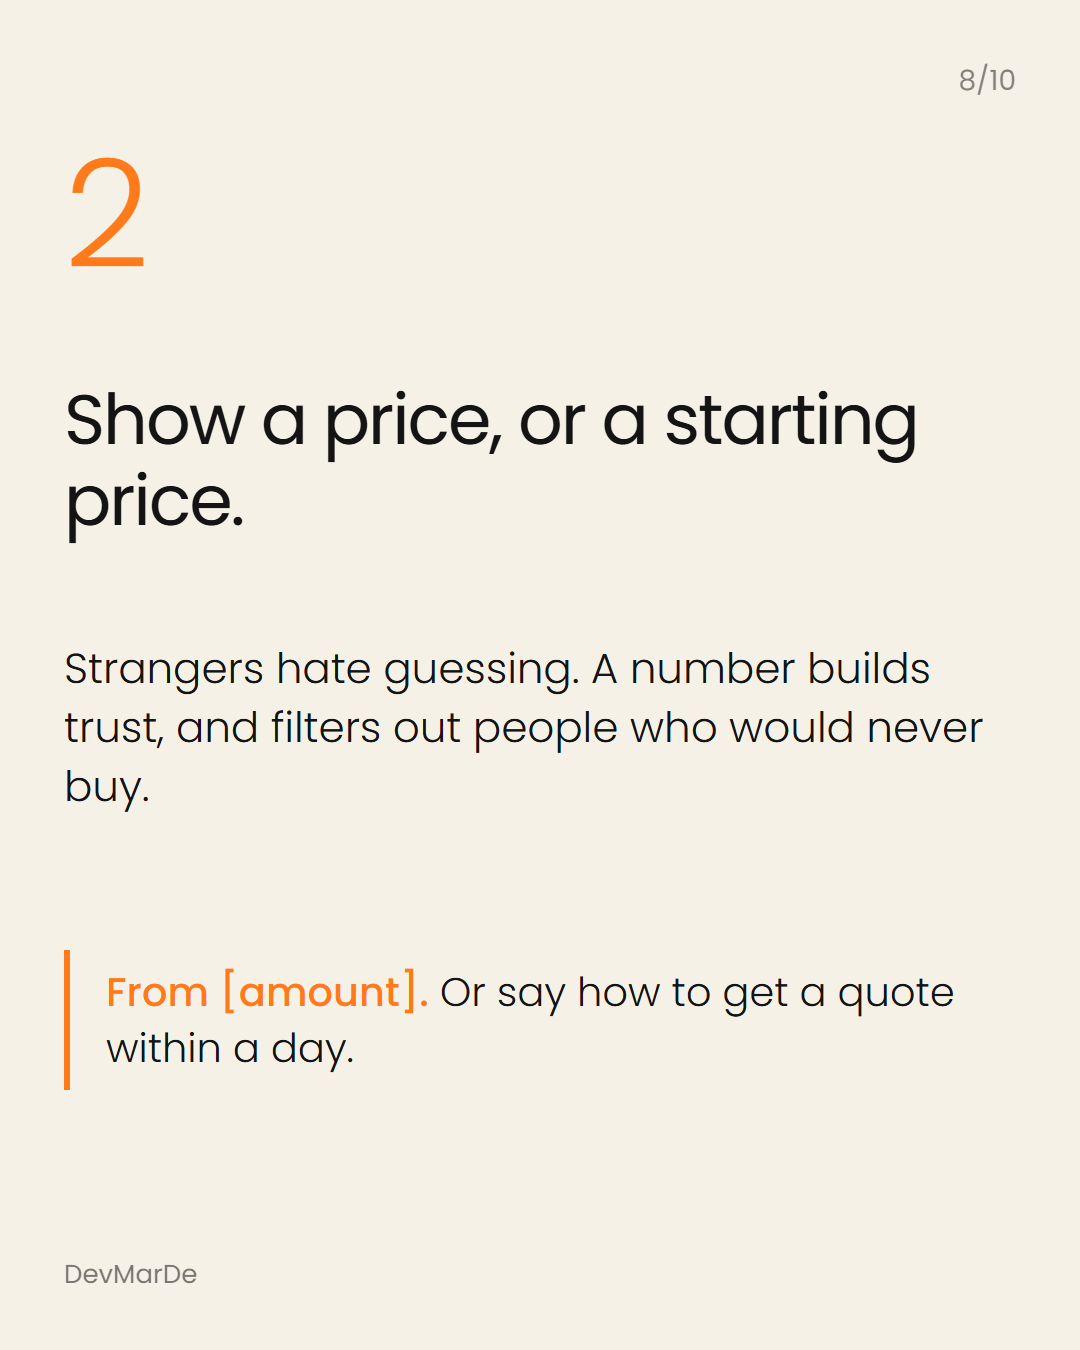 8/10
2
Show a price, or a starting
price.
Strangers hate guessing. A number builds
trust, and filters out people who would never
buy.
From [amount]. Or say how to get a quote
within a day.
DevMarDe